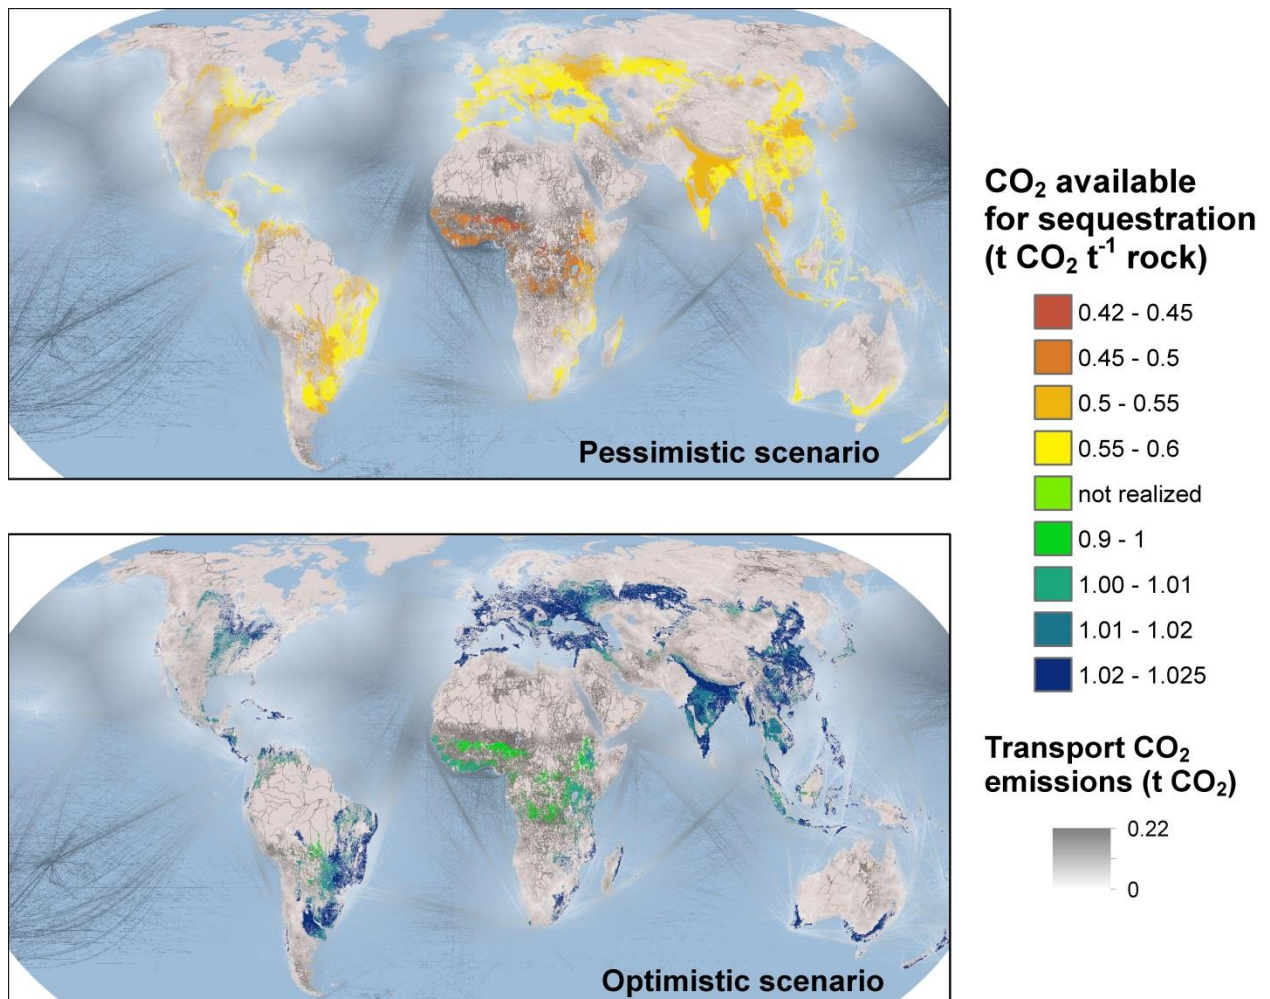 Pessimistic scenario
Optimistic scenario
CO₂ available
for sequestration
(t CO₂ t⁻¹ rock)
0.42 - 0.45
0.45 - 0.5
0.5 - 0.55
0.55 - 0.6
not realized
0.9 - 1
1.00 - 1.01
1.01 - 1.02
1.02 - 1.025
Transport CO₂
emissions (t CO₂)
0.22
0